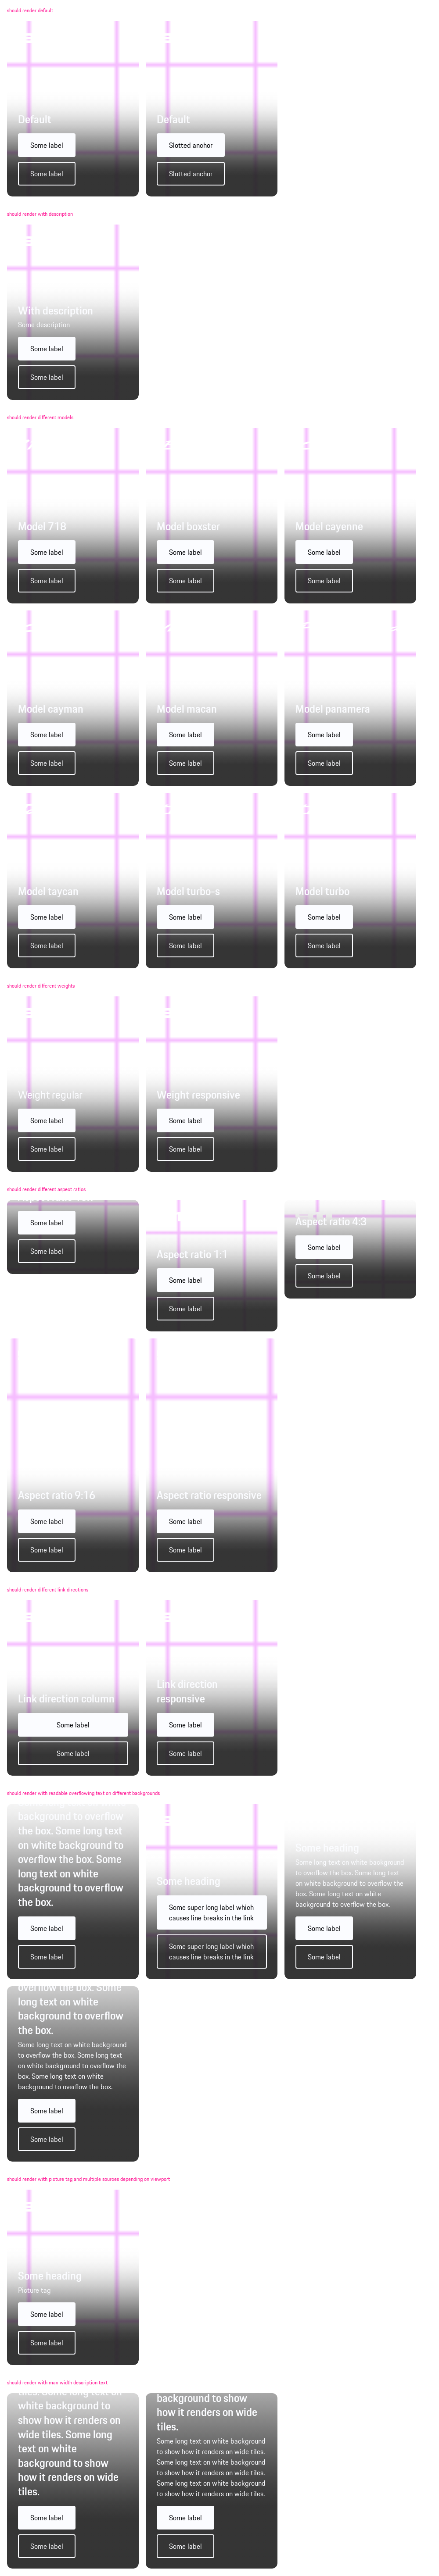 should render default
Default
Some label
Some label
Default
Slotted anchor
Slotted anchor
should render with description
With description
Some description
Some label
Some label
should render different models
Model 718
Some label
Some label
Model boxster
Some label
Some label
Model cayenne
Some label
Some label
Model cayman
Some label
Some label
Model macan
Some label
Some label
Model panamera
Some label
Some label
Model taycan
Some label
Some label
Model turbo-s
Some label
Some label
Model turbo
Some label
Some label
should render different weights
Weight regular
Some label
Some label
Weight responsive
Some label
Some label
should render different aspect ratios
Some label
Some label
Aspect ratio 1:1
Some label
Some label
Aspect ratio 4:3
Some label
Some label
Aspect ratio 9:16
Some label
Some label
Aspect ratio responsive
Some label
Some label
should render different link directions
Link direction column
Some label
Some label
Link direction
responsive
Some label
Some label
should render with readable overflowing text on different backgrounds
background to overflow
the box. Some long text
on white background to
overflow the box. Some
long text on white
background to overflow
the box.
Some label
Some label
Some heading
Some super long label which
causes line breaks in the link
Some super long label which
causes line breaks in the link
Some heading
Some long text on white background
to overflow the box. Some long text
on white background to overflow the
box. Some long text on white
background to overflow the box.
Some label
Some label
overflow the box. Some
long text on white
background to overflow
the box.
Some long text on white background
to overflow the box. Some long text
on white background to overflow the
box. Some long text on white
background to overflow the box.
Some label
Some label
should render with picture tag and multiple sources depending on viewport
Some heading
Picture tag
Some label
Some label
should render with max width description text
white background to
show how it renders on
wide tiles. Some long
text on white
background to show
how it renders on wide
tiles.
Some label
Some label
background to show
how it renders on wide
tiles.
Some long text on white background
to show how it renders on wide tiles.
Some long text on white background
to show how it renders on wide tiles.
Some long text on white background
to show how it renders on wide tiles.
Some label
Some label